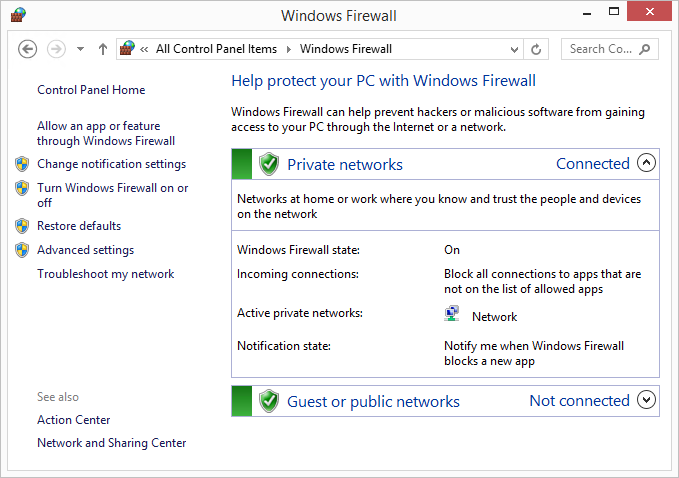 Windows Firewall
« All Control Panel Items Windows Firewall
Search Co...
Control Panel Home
Allow an app or feature
through Windows Firewall
Change notification settings
Turn Windows Firewall on or
off
Restore defaults
Advanced settings
Troubleshoot my network
See also
Action Center
Network and Sharing Center
Help protect your PC with Windows Firewall
Windows Firewall can help prevent hackers or malicious software from gaining
access to your PC through the Internet or a network.
Private networks Connected
Networks at home or work where you know and trust the people and devices
on the network
Windows Firewall state: On
Incoming connections: Block all connections to apps that are
not on the list of allowed apps
Active private networks: Network
Notification state: Notify me when Windows Firewall
blocks a new app
Guest or public networks Not connected